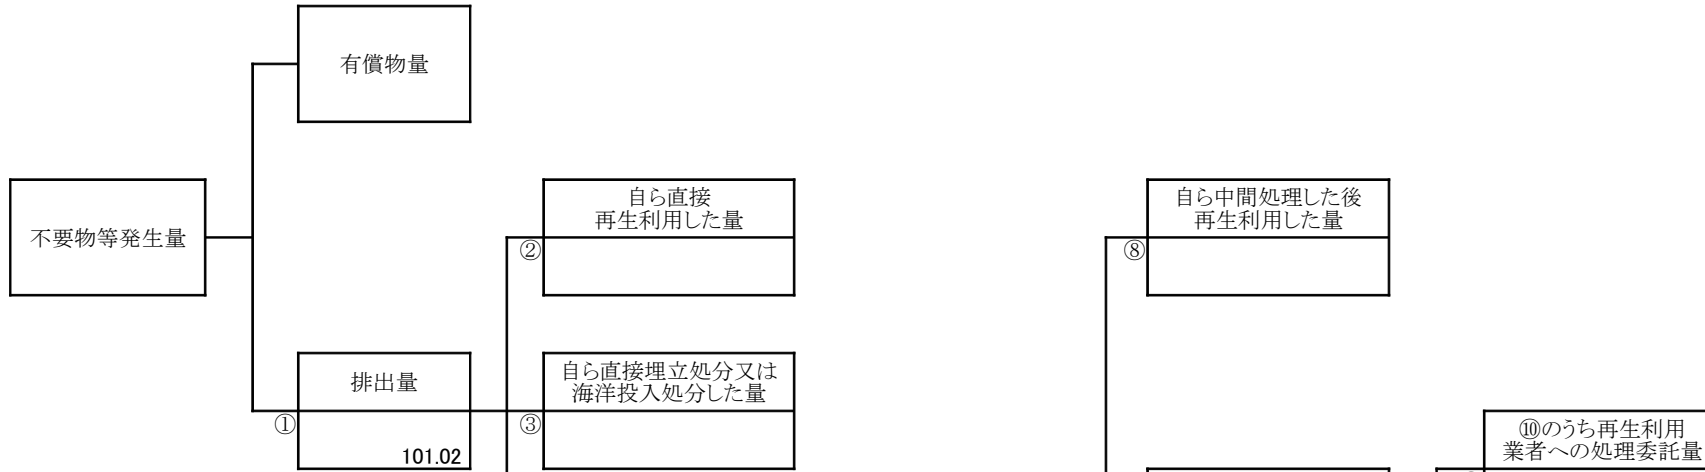 有償物量
不要物等発生量
自ら直接
再生利用した量
②
自ら中間処理した後
再生利用した量
⑧
排出量
①
101.02
自ら直接埋立処分又は
海洋投入処分した量
③
⑩のうち再生利用
業者への処理委託量